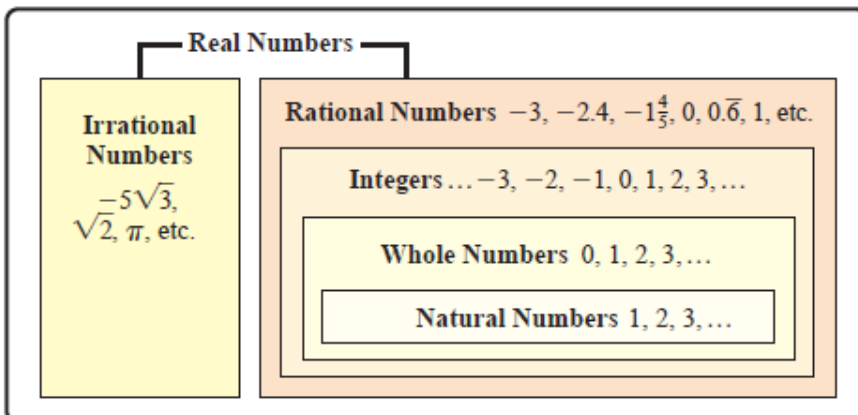 Real Numbers
Irrational
Numbers
−5√3,
√2, π, etc.
Rational Numbers −3, −2.4, −1⅘, 0, 0.6̅, 1, etc.
Integers … −3, −2, −1, 0, 1, 2, 3, …
Whole Numbers 0, 1, 2, 3, …
Natural Numbers 1, 2, 3, …